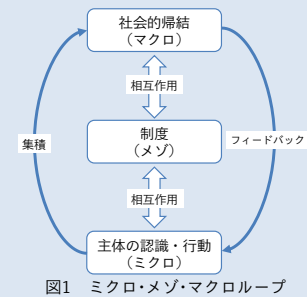 社会的帰結
（マクロ）
相互作用
制度
（メゾ）
集積
フィードバック
相互作用
主体の認識・行動
（ミクロ）
図1　ミクロ・メゾ・マクロループ